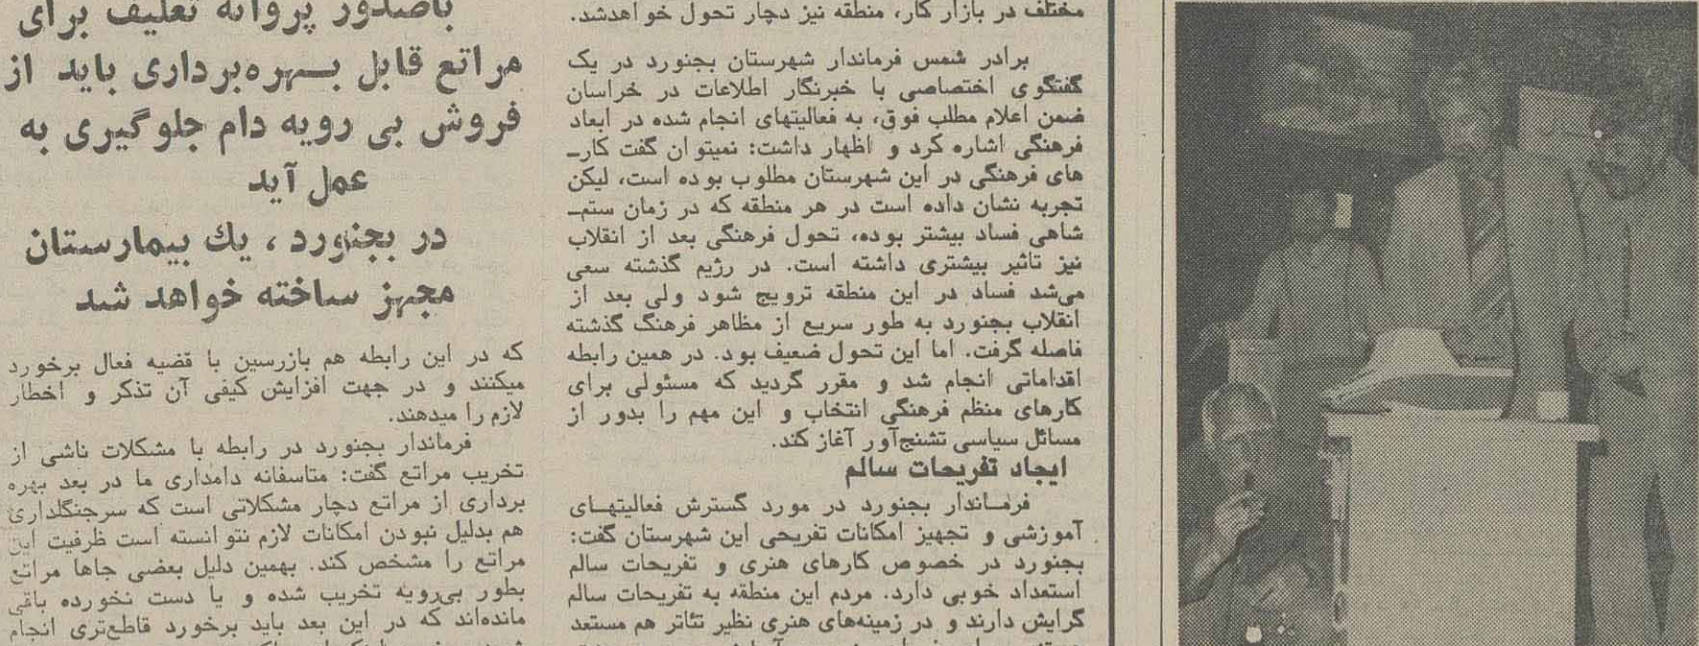 مختلف در بازار کار، منطقه نیز دچار تحول خواهدشد.
برادر شمس فرماندار شهرستان بجنورد در یک
گفتگوی اختصاصی با خبرنگار اطلاعات در خراسان
ضمن اعلام مطلب فوق، به فعالیتهای انجام شده در ابعاد
فرهنگی اشاره کرد و اظهار داشت: نمیتوان گفت کارـ
های فرهنگی در این شهرستان مطلوب بوده است، لیکن
تجربه نشان داده است در هر منطقه که در زمان ستمـ
شاهی فساد بیشتر بوده، تحول فرهنگی بعد از انقلاب
نیز تاثیر بیشتری داشته است. در رژیم گذشته سعی
می‌شد فساد در این منطقه ترویج شود ولی بعد از
انقلاب بجنورد به طور سریع از مظاهر فرهنگ گذشته
فاصله گرفت. اما این تحول ضعیف بود. در همین رابطه
اقداماتی انجام شد و مقرر گردید که مسئولی برای
کارهای منظم فرهنگی انتخاب و این مهم را بدور از
مسائل سیاسی تشنج‌آور آغاز کند.
ایجاد تفریحات سالم
فرمـاندار بجنورد در مورد گسترش فعالیتهـای
آموزشی و تجهیز امکانات تفریحی این شهرستان گفت:
بجنورد در خصوص کارهای هنری و تفریحات سالم
استعداد خوبی دارد. مردم این منطقه به تفریحات سالم
گرایش دارند و در زمینه‌های هنری نظیر تئاتر هم مستعد
باصدور پروانه تعلیف برای
مراتع قابل بـهره‌برداری باید از
فروش بی رویه دام جلوگیری به
عمل آید
در بجنورد ، یك بیمارستان
مجهز ساخته خواهد شد
که در این رابطه هم بازرسین با قضیه فعال برخورد
میکنند و در جهت افزایش کیفی آن تذکر و اخطار
لازم را میدهند.
فرماندار بجنورد در رابطه با مشکلات ناشی از
تخریب مراتع گفت: متاسفانه دامداری ما در بعد بهره
برداری از مراتع دچار مشکلاتی است که سرجنگلداری
هم بدلیل نبودن امکانات لازم نتوانسته است ظرفیت این
مراتع را مشخص کند. بهمین دلیل بعضی جاها مراتع
بطور بی‌رویه تخریب شده و یا دست نخورده باقی
مانده‌اند که در این بعد باید برخورد قاطع‌تری انجام